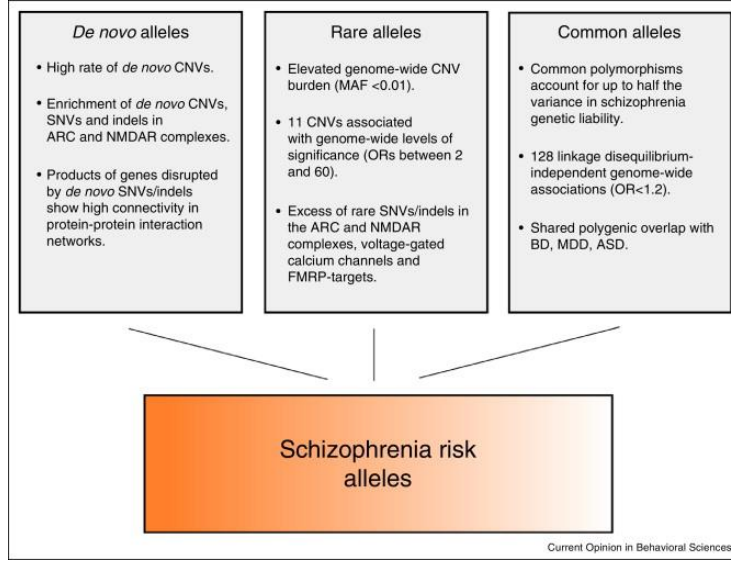 De novo alleles
• High rate of de novo CNVs.
• Enrichment of de novo CNVs,
SNVs and indels in
ARC and NMDAR complexes.
• Products of genes disrupted
by de novo SNVs/indels
show high connectivity in
protein-protein interaction
networks.
Rare alleles
• Elevated genome-wide CNV
burden (MAF <0.01).
• 11 CNVs associated
with genome-wide levels of
significance (ORs between 2
and 60).
• Excess of rare SNVs/indels in
the ARC and NMDAR
complexes, voltage-gated
calcium channels and
FMRP-targets.
Common alleles
• Common polymorphisms
account for up to half the
variance in schizophrenia
genetic liability.
• 128 linkage disequilibrium-
independent genome-wide
associations (OR<1.2).
• Shared polygenic overlap with
BD, MDD, ASD.
Schizophrenia risk
alleles
Current Opinion in Behavioral Sciences